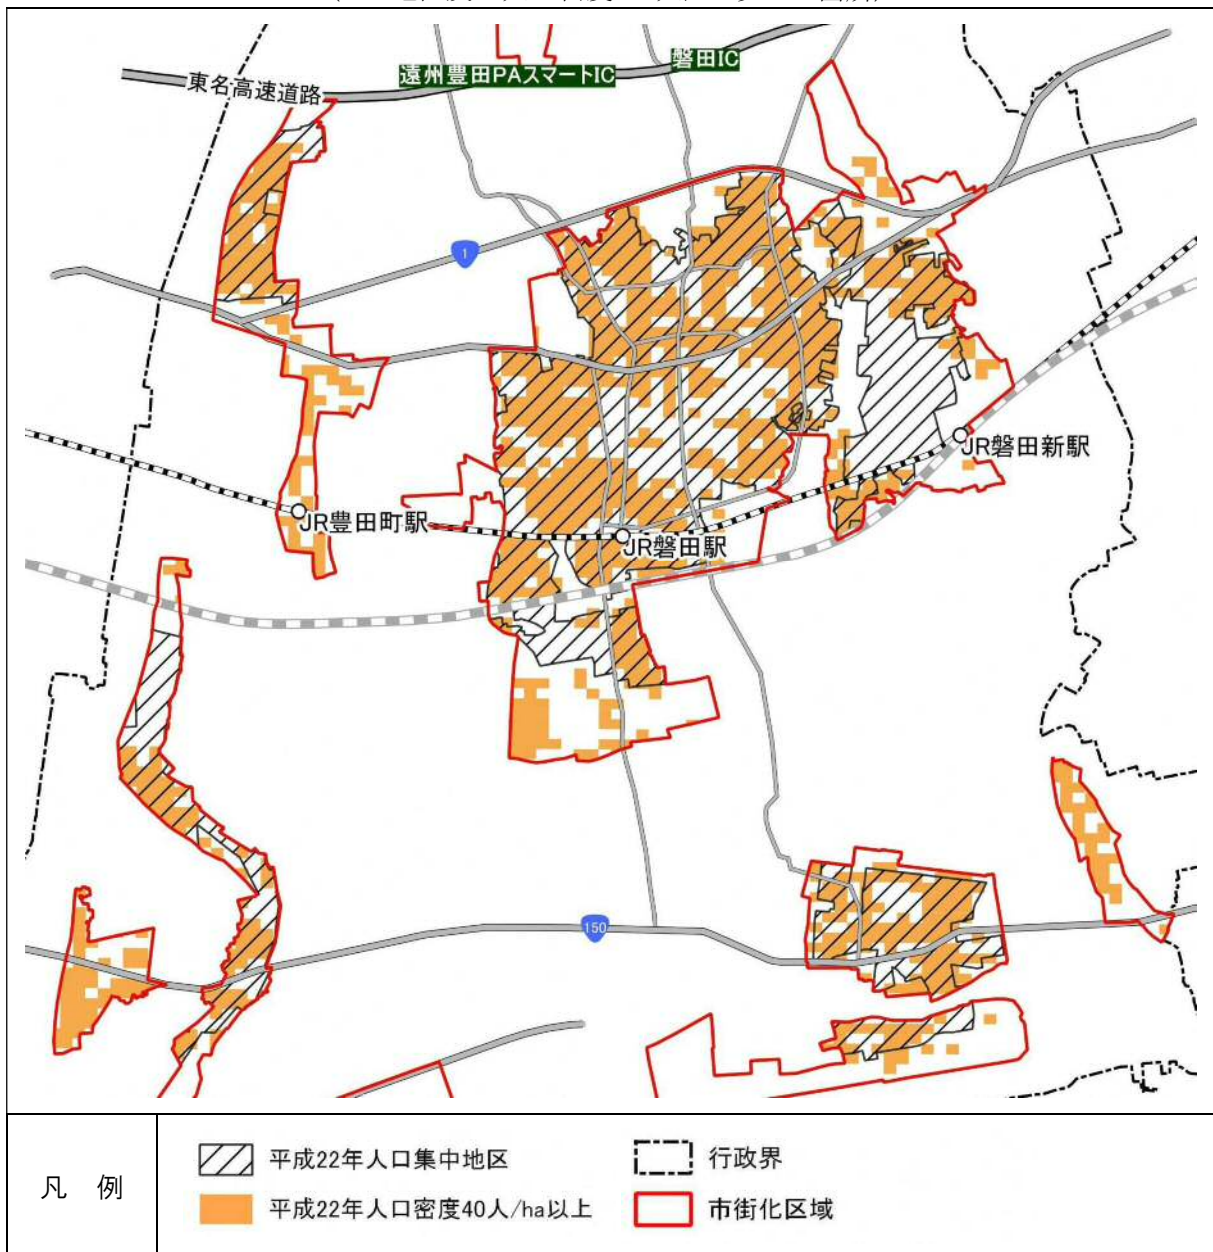 東名高速道路
遠州豊田PAスマートIC
磐田IC
1
JR磐田新駅
JR豊田町駅
JR磐田駅
150
凡 例
平成22年人口集中地区
行政界
平成22年人口密度40人/ha以上
市街化区域